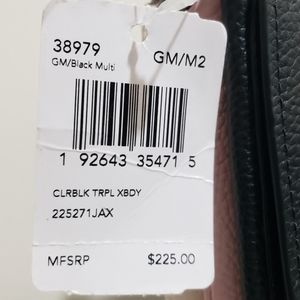 38979 GM/M2
GM/Black Multi
1 92643 35471 5
CLRBLK TRPL XBDY
225271JAX
MFSRP $225.00